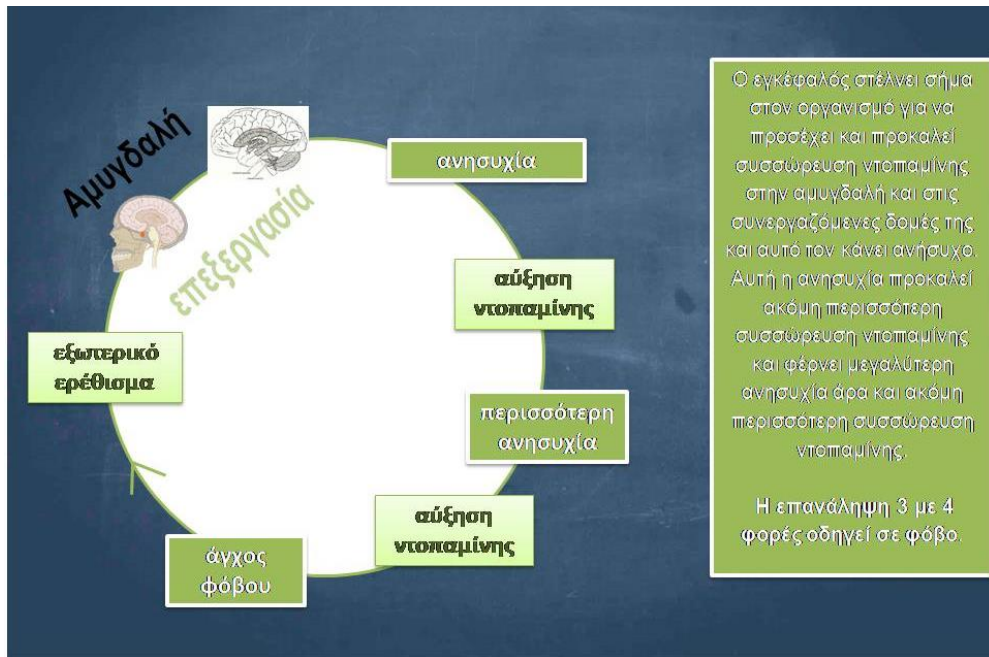 Αμυγδαλή
επεξεργασία
ανησυχία
αύξηση
ντοπαμίνης
περισσότερη
ανησυχία
αύξηση
ντοπαμίνης
άγχος
φόβου
εξωτερικό
ερέθισμα
Ο εγκέφαλός στέλνει σήμα
στον οργανισμό για να
προσέχει και προκαλεί
συσσώρευση ντοπαμίνης
στην αμυγδαλή και στις
συνεργαζόμενες δομές της
και αυτό τον κάνει ανήσυχο.
Αυτή η ανησυχία προκαλεί
ακόμη περισσότερη
συσσώρευση ντοπαμίνης
και φέρνει μεγαλύτερη
ανησυχία άρα και ακόμη
περισσότερη συσσώρευση
ντοπαμίνης.
Η επανάληψη 3 με 4
φορές οδηγεί σε φόβο.